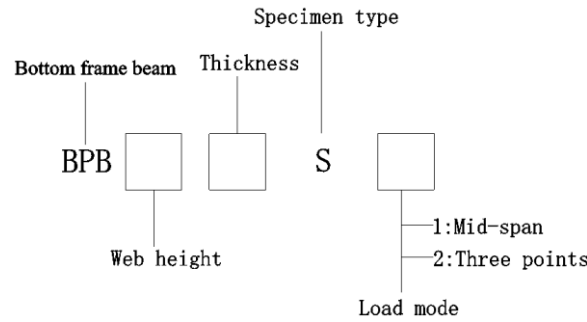 Specimen type
Bottom frame beam
Thickness
BPB
S
1:Mid-span
2:Three points
Web height
Load mode